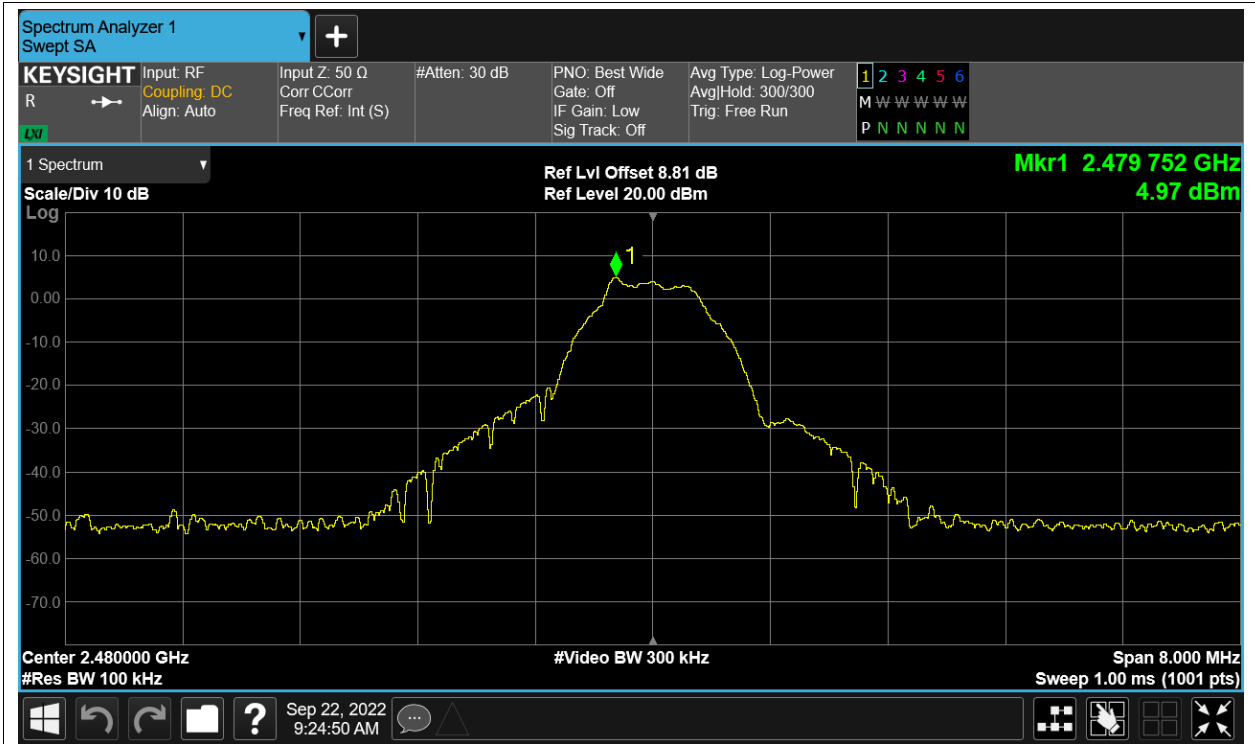 Spectrum Analyzer 1
Swept SA
KEYSIGHT
R
LXI
Input: RF
Coupling: DC
Align: Auto
Input Z: 50 Ω
Corr CCorr
Freq Ref: Int (S)
#Atten: 30 dB
PNO: Best Wide
Gate: Off
IF Gain: Low
Sig Track: Off
Avg Type: Log-Power
Avg|Hold: 300/300
Trig: Free Run
1 2 3 4 5 6
M W W W W W W
P N N N N N N
1 Spectrum
Scale/Div 10 dB
Log
Ref Lvl Offset 8.81 dB
Ref Level 20.00 dBm
Mkr1 2.479 752 GHz
4.97 dBm
1
10.0
0.00
-10.0
-20.0
-30.0
-40.0
-50.0
-60.0
-70.0
Center 2.480000 GHz
#Res BW 100 kHz
#Video BW 300 kHz
Span 8.000 MHz
Sweep 1.00 ms (1001 pts)
?
Sep 22, 2022
9:24:50 AM